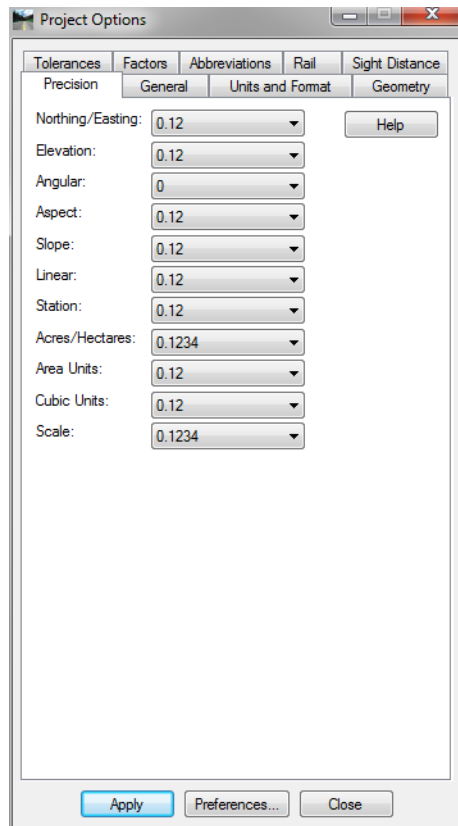 Project Options
Tolerances Factors Abbreviations Rail Sight Distance
Precision General Units and Format Geometry
Northing/Easting: 0.12 Help
Elevation: 0.12
Angular: 0
Aspect: 0.12
Slope: 0.12
Linear: 0.12
Station: 0.12
Acres/Hectares: 0.1234
Area Units: 0.12
Cubic Units: 0.12
Scale: 0.1234
Apply Preferences... Close